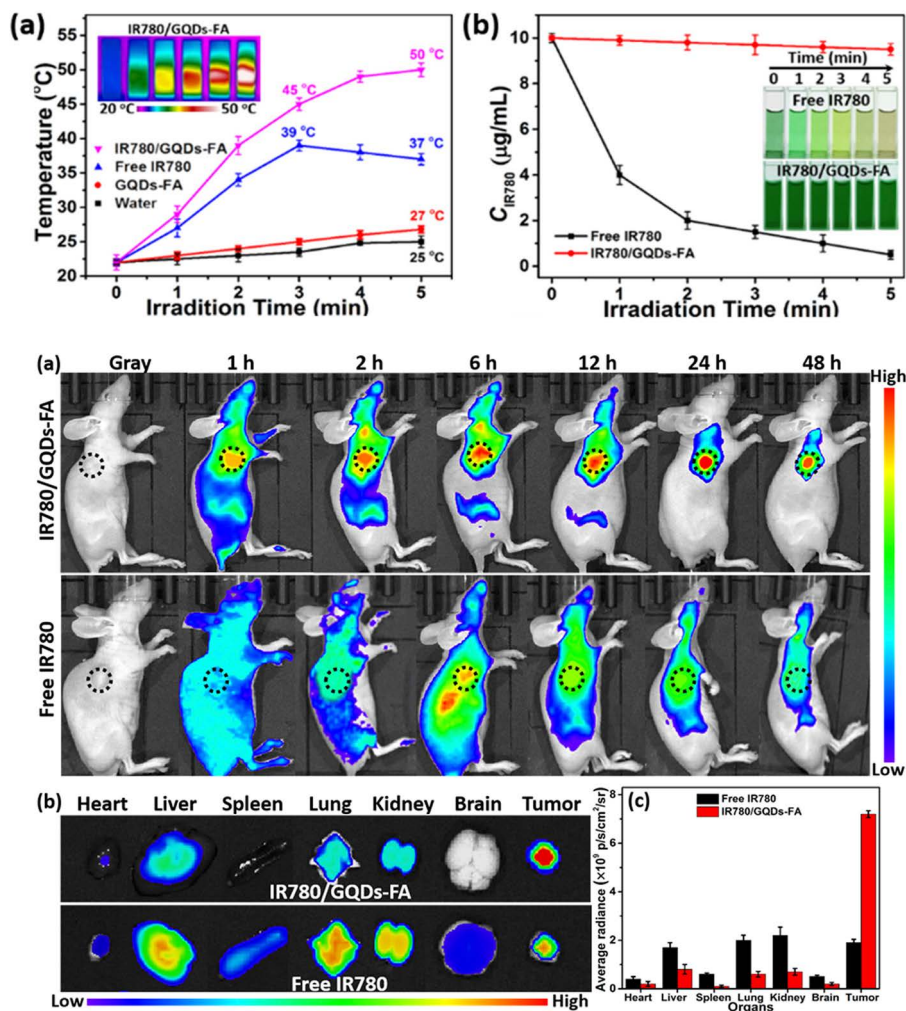 (a)
IR780/GQDs-FA
20 °C 50 °C
50 °C
45 °C
39 °C
37 °C
27 °C
25 °C
IR780/GQDs-FA
Free IR780
GQDs-FA
Water
Temperature (°C)
50
45
40
35
30
25
20
0 1 2 3 4 5
Irradition Time (min)
(b)
CIR780 (µg/mL)
10
8
6
4
2
0
Time (min)
0 1 2 3 4 5
Free IR780
IR780/GQDs-FA
Free IR780
IR780/GQDs-FA
0 1 2 3 4 5
Irradiation Time (min)
(a) Gray 1 h 2 h 6 h 12 h 24 h 48 h
IR780/GQDs-FA
Free IR780
High
Low
(b) Heart Liver Spleen Lung Kidney Brain Tumor
IR780/GQDs-FA
Free IR780
Low High
(c)
Free IR780
IR780/GQDs-FA
Average radiance (×10⁹ p/s/cm²/sr)
8
6
4
2
0
Heart Liver Spleen Lung Kidney Brain Tumor
Organs